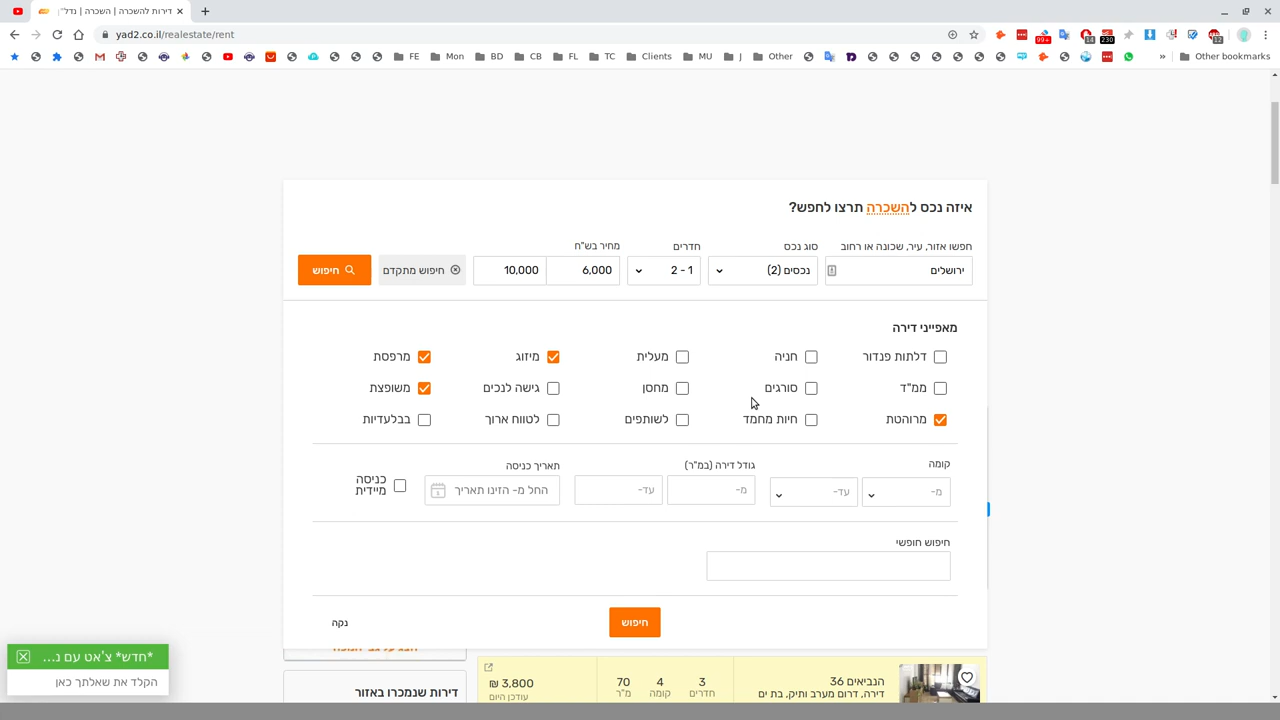 דירות להשכרה | השכרה | נדל"ן
yad2.co.il/realestate/rent
99+
14
230
12
FE
Mon
BD
CB
FL
TC
Clients
MU
J
Other
»
Other bookmarks
איזה נכס להשכרה תרצו לחפש?
חפשו אזור, עיר, שכונה או רחוב
סוג נכס
חדרים
מחיר בש"ח
ירושלים
נכסים (2)
1 - 2
6,000
10,000
חיפוש מתקדם
חיפוש
מאפייני דירה
דלתות פנדור
חניה
מעלית
מיזוג
מרפסת
ממ"ד
סורגים
מחסן
גישה לנכים
משופצת
מרוהטת
חיות מחמד
לשותפים
לטווח ארוך
בבלעדיות
קומה
גודל דירה (במ"ר)
תאריך כניסה
מ-
עד-
מ-
עד-
החל מ- הזינו תאריך
כניסה
מיידית
חיפוש חופשי
חיפוש
נקה
*חדש* צ'אט עם נ...
הקלד את שאלתך כאן
דירות שנמכרו באזור
הנביאים 36
דירה, דרום מערב ותיק, בת ים
3
חדרים
4
קומה
70
מ"ר
3,800 ₪
עודכן היום